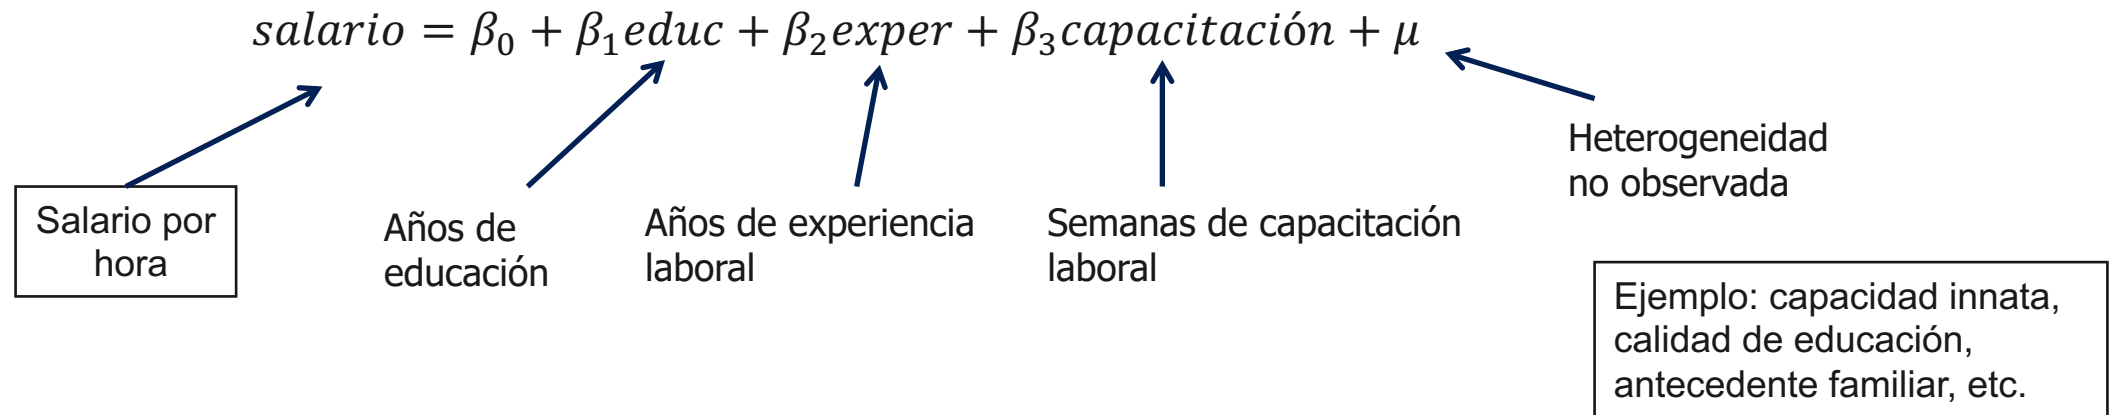 salario = β₀ + β₁educ + β₂exper + β₃capacitación + μ
Salario por
hora
Años de
educación
Años de experiencia
laboral
Semanas de capacitación
laboral
Heterogeneidad
no observada
Ejemplo: capacidad innata,
calidad de educación,
antecedente familiar, etc.